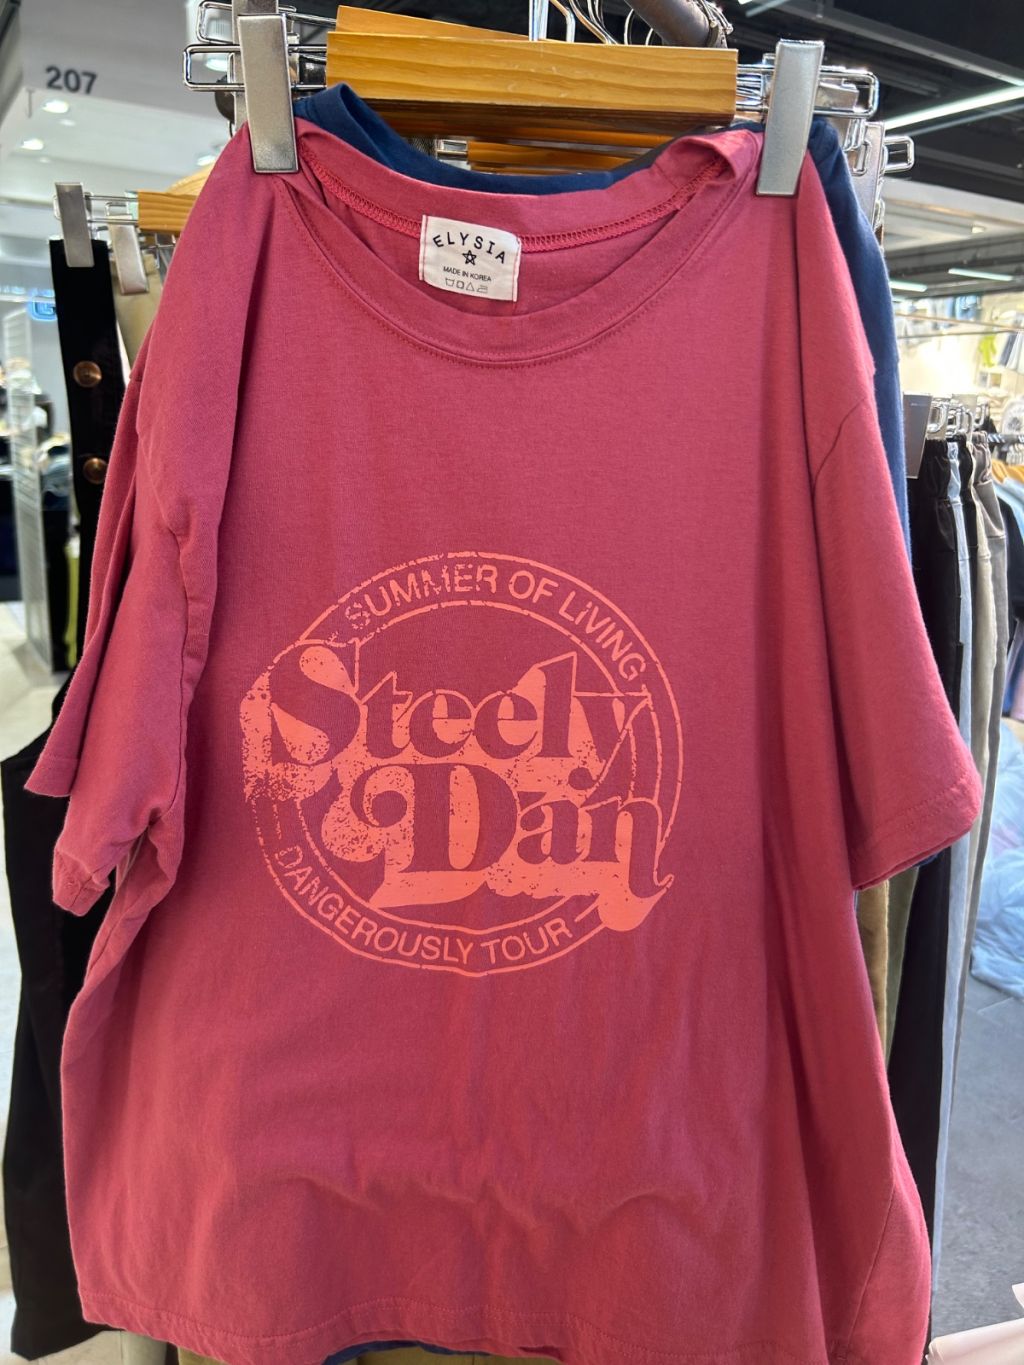 207
ELYSIA
MADE IN KOREA
SUMMER OF LiViNG
Steely
Dan
DANGEROUSLY TOUR